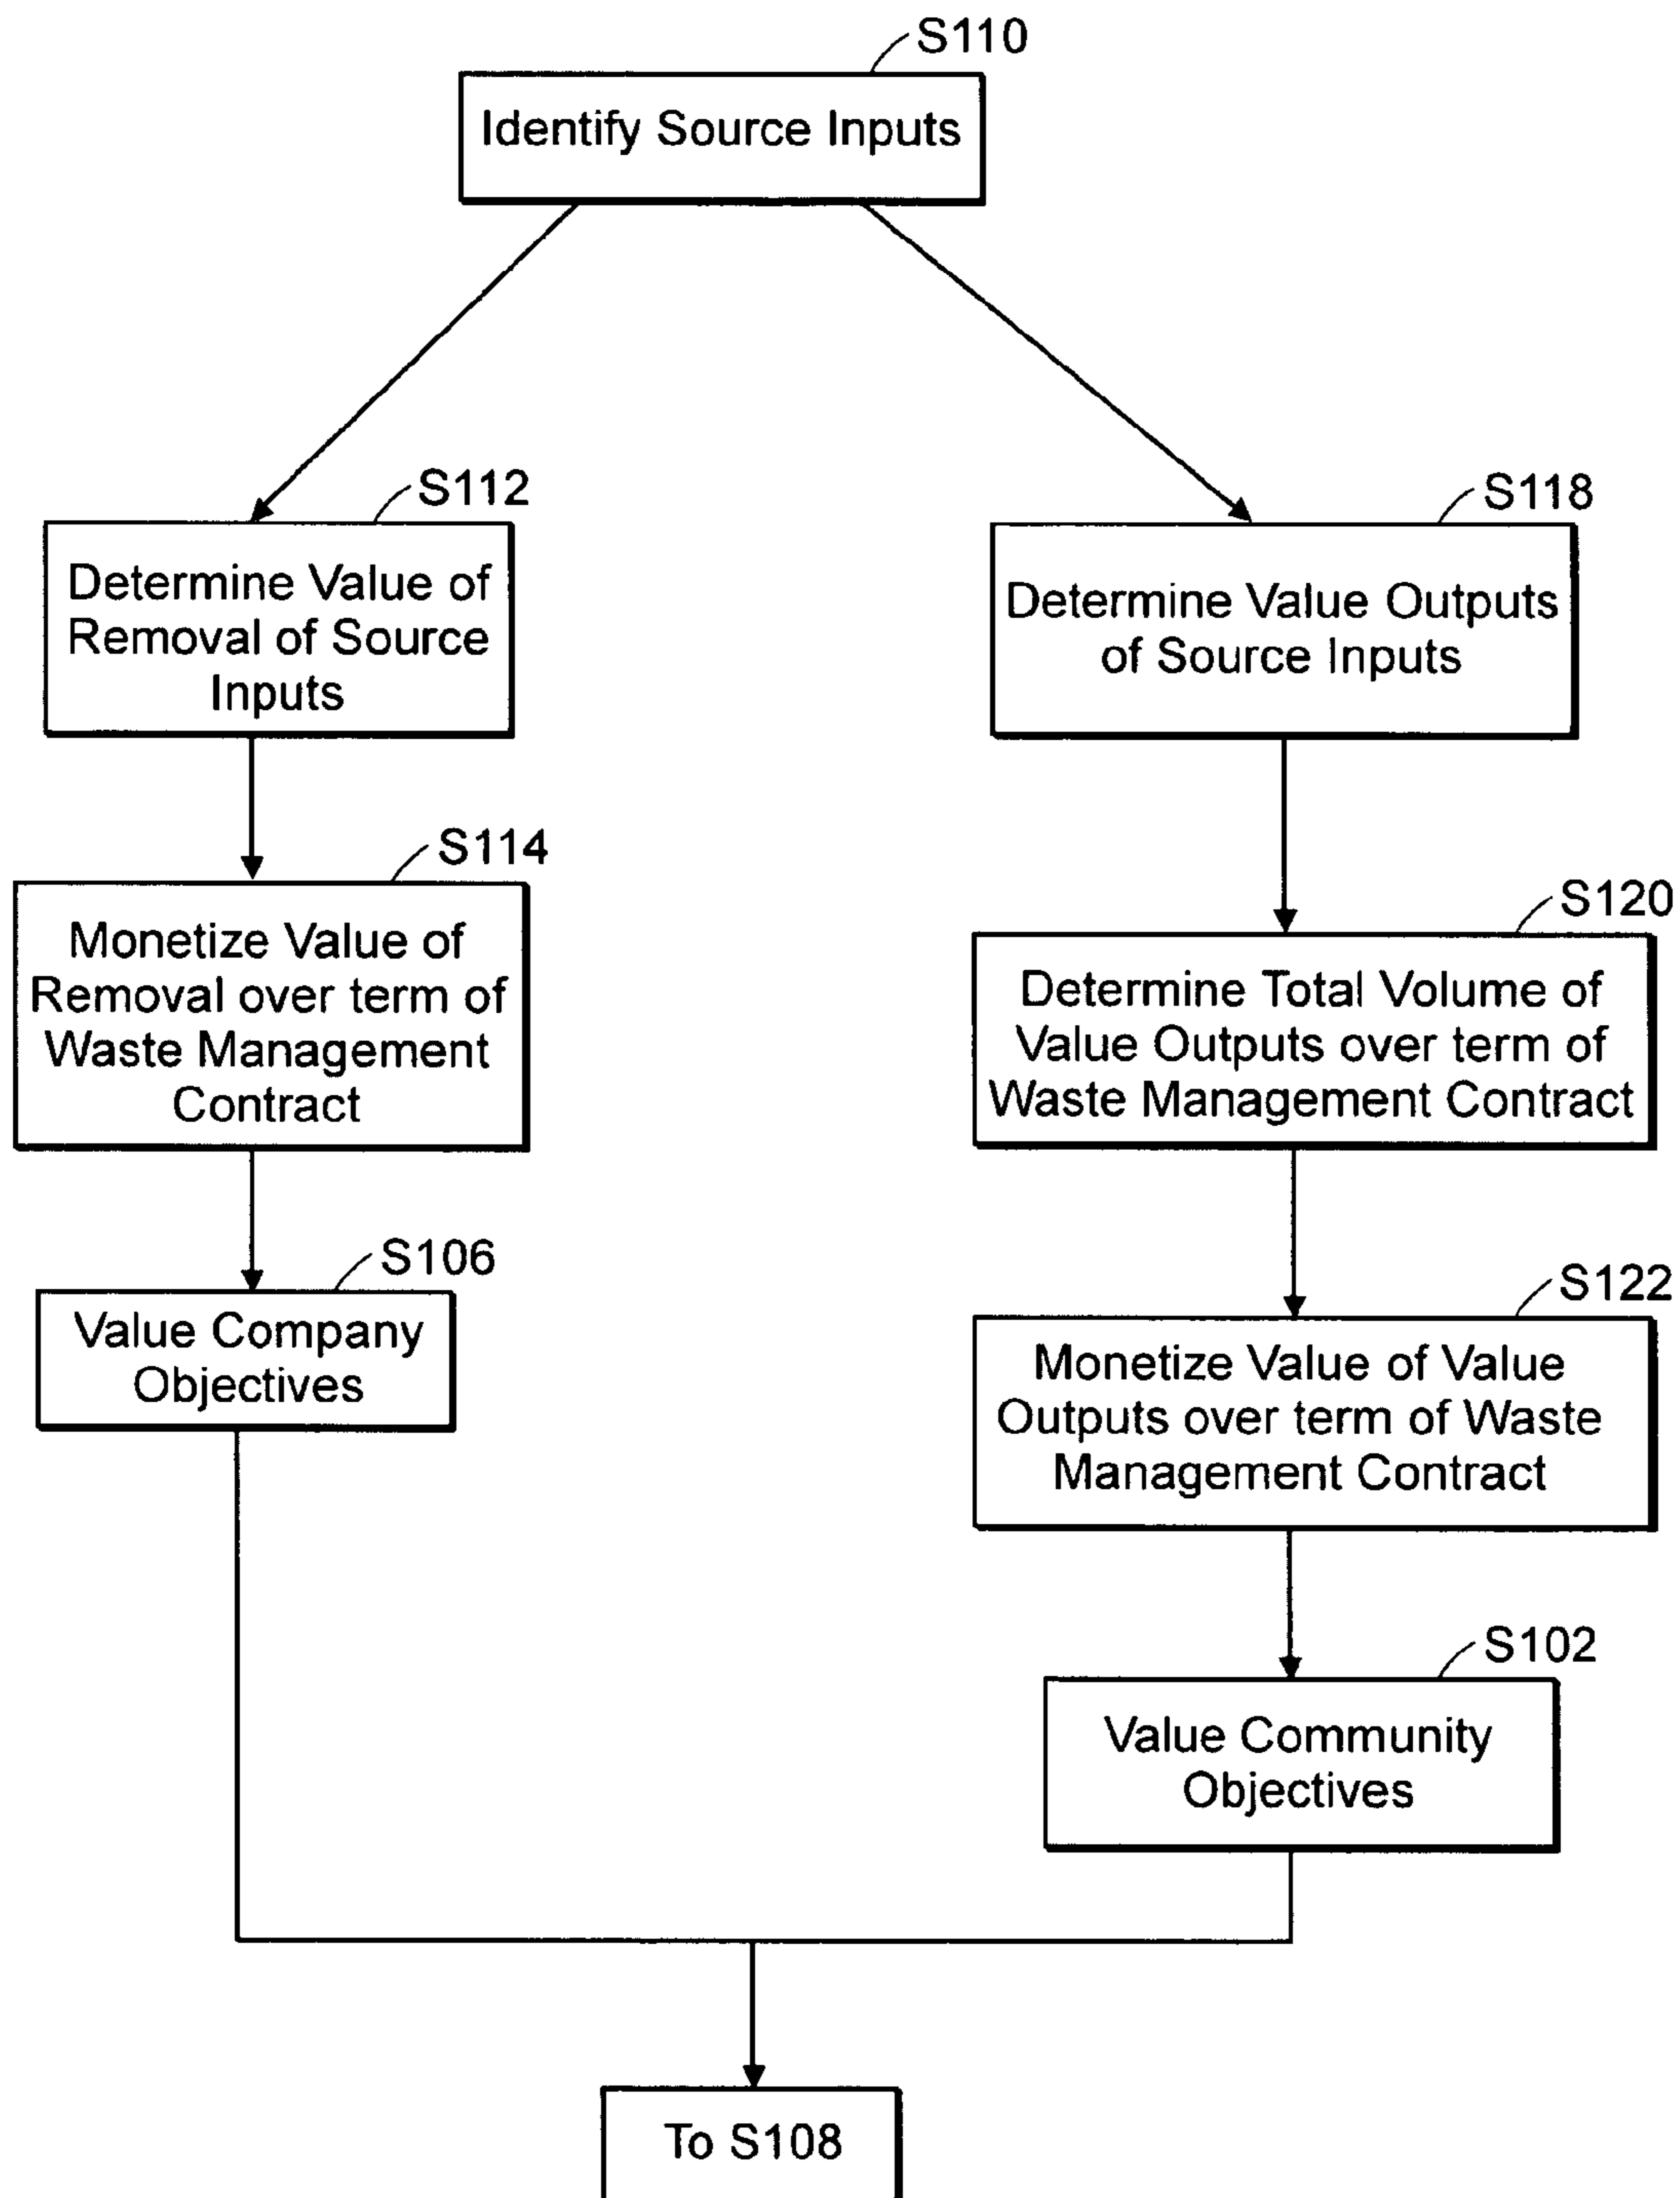 S110
Identify Source Inputs
S112
Determine Value of
Removal of Source
Inputs
S118
Determine Value Outputs
of Source Inputs
S114
Monetize Value of
Removal over term of
Waste Management
Contract
S120
Determine Total Volume of
Value Outputs over term of
Waste Management Contract
S106
Value Company
Objectives
S122
Monetize Value of Value
Outputs over term of Waste
Management Contract
S102
Value Community
Objectives
To S108